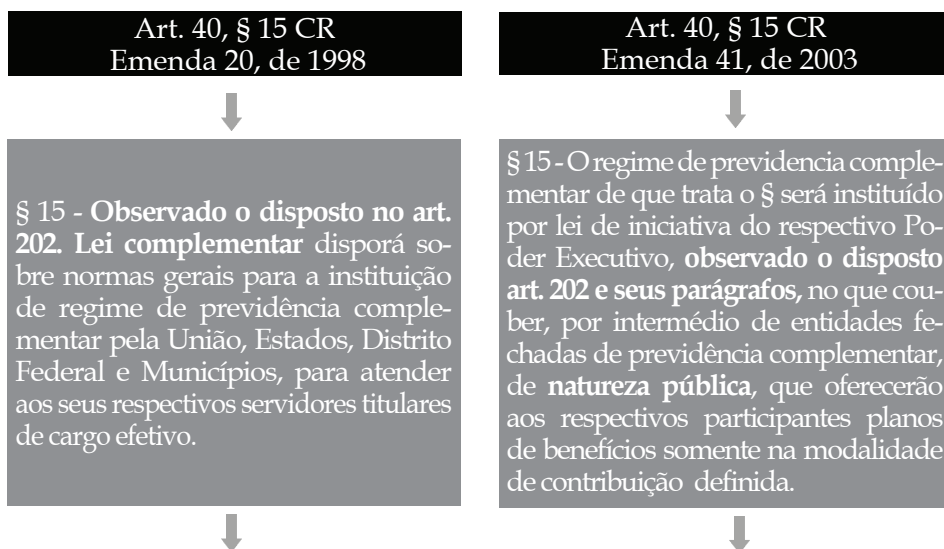 Art. 40, § 15 CR
Emenda 20, de 1998
§ 15 - Observado o disposto no art.
202. Lei complementar disporá so-
bre normas gerais para a instituição
de regime de previdência comple-
mentar pela União, Estados, Distrito
Federal e Municípios, para atender
aos seus respectivos servidores titulares
de cargo efetivo.
Art. 40, § 15 CR
Emenda 41, de 2003
§ 15 - O regime de previdencia comple-
mentar de que trata o § será instituído
por lei de iniciativa do respectivo Po-
der Executivo, observado o disposto
art. 202 e seus parágrafos, no que cou-
ber, por intermédio de entidades fe-
chadas de previdência complementar,
de natureza pública, que oferecerão
aos respectivos participantes planos
de benefícios somente na modalidade
de contribuição definida.